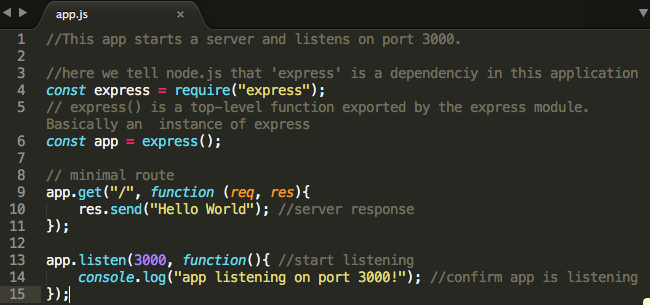 app.js
1 //This app starts a server and listens on port 3000.
2
3 //here we tell node.js that 'express' is a dependenciy in this application
4 const express = require("express");
5 // express() is a top-level function exported by the express module.
Basically an  instance of express
6 const app = express();
7
8 // minimal route
9 app.get("/", function (req, res){
10     res.send("Hello World"); //server response
11 });
12
13 app.listen(3000, function(){ //start listening
14     console.log("app listening on port 3000!"); //confirm app is listening
15 });